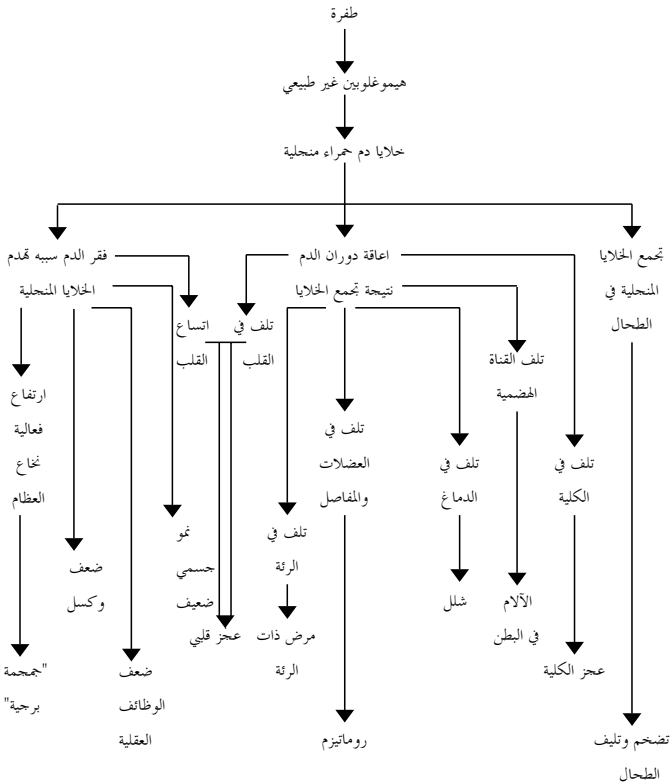 طفرة
هيموغلوبين غير طبيعي
خلايا دم حمراء منجلية
تجمع الخلايا
المنجلية في
الطحال
اعاقة دوران الدم
نتيجة تجمع الخلايا
فقر الدم سببه تهدم
الخلايا المنجلية
تلف في
القلب
اتساع
القلب
تلف القناة
الهضمية
ارتفاع
فعالية
نخاع
العظام
تلف في
العضلات
والمفاصل
تلف في
الدماغ
تلف في
الكلية
تلف في
الرئة
نمو
جسمي
ضعيف
ضعف
وكسل
الآلام
في البطن
شلل
مرض ذات
الرئة
عجز قلبي
عجز الكلية
ضعف
الوظائف
العقلية
"جمجمة
برجية"
روماتيزم
تضخم وتليف
الطحال